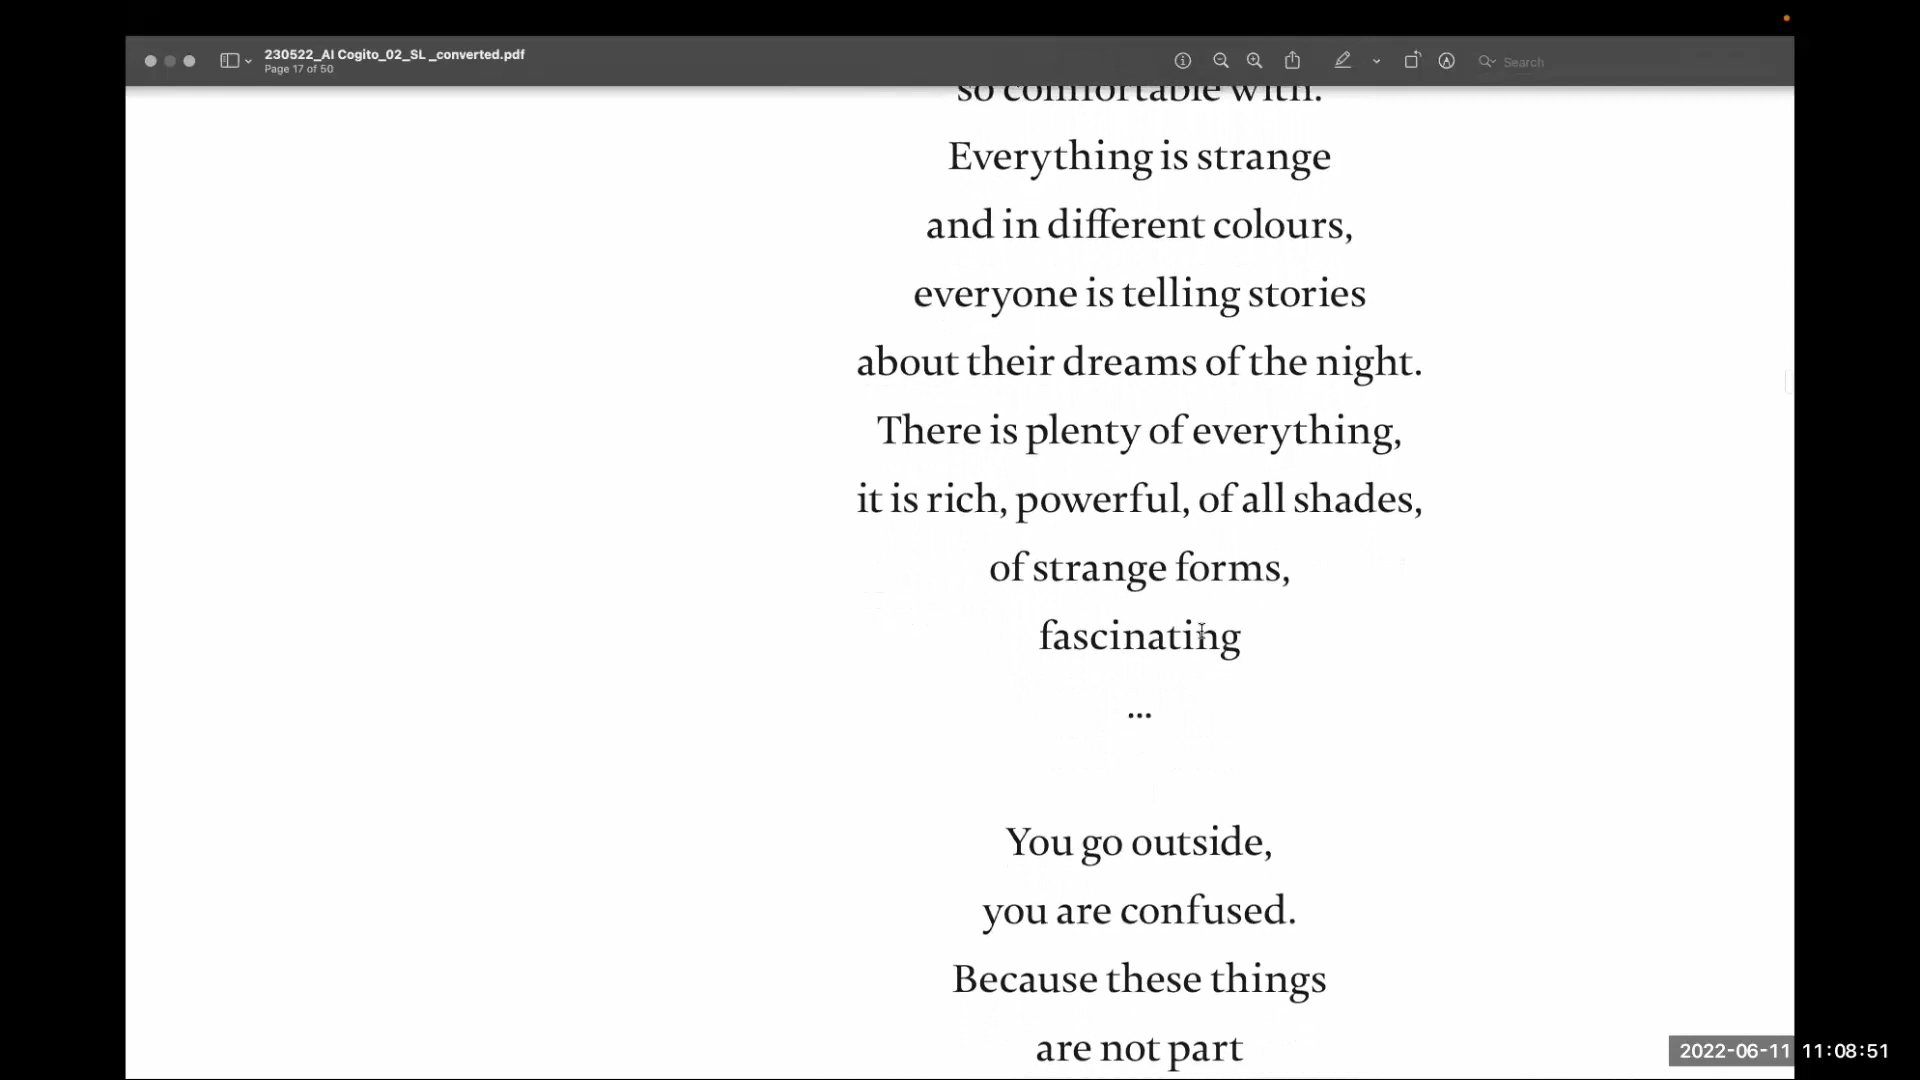 230522_AI Cogito_02_SL _converted.pdf
Page 17 of 50
Search
so comfortable with.
Everything is strange
and in different colours,
everyone is telling stories
about their dreams of the night.
There is plenty of everything,
it is rich, powerful, of all shades,
of strange forms,
fascinating
...
You go outside,
you are confused.
Because these things
are not part
2022-06-11 11:08:51